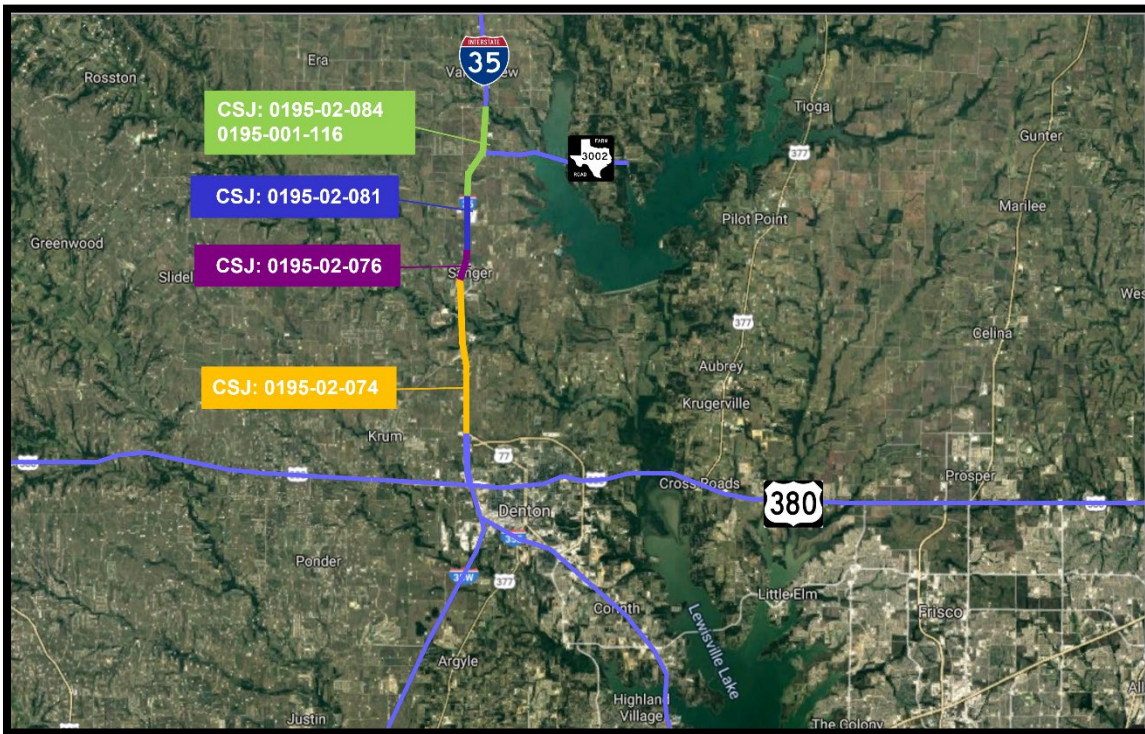 INTERSTATE
35
Era
Rosston
CSJ: 0195-02-084
0195-001-116
Tioga
FARM
3002
ROAD
377
Gunter
CSJ: 0195-02-081
Pilot Point
Marilee
Greenwood
CSJ: 0195-02-076
Sanger
377
Celina
Aubrey
CSJ: 0195-02-074
Krugerville
Krum
77
Cross Roads
Prosper
380
Denton
Ponder
377
Little Elm
Corinth
Frisco
Lewisville Lake
Argyle
Highland
Village
Justin
The Colony